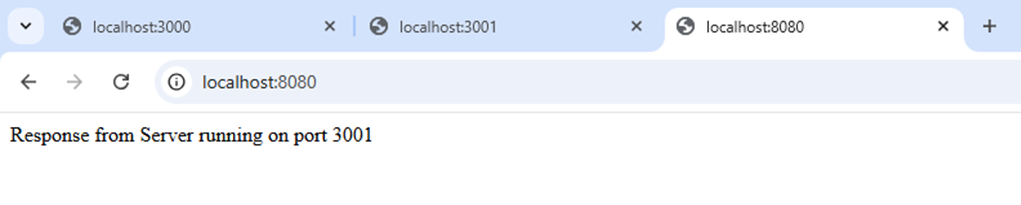 localhost:3000 localhost:3001 localhost:8080
localhost:8080
Response from Server running on port 3001